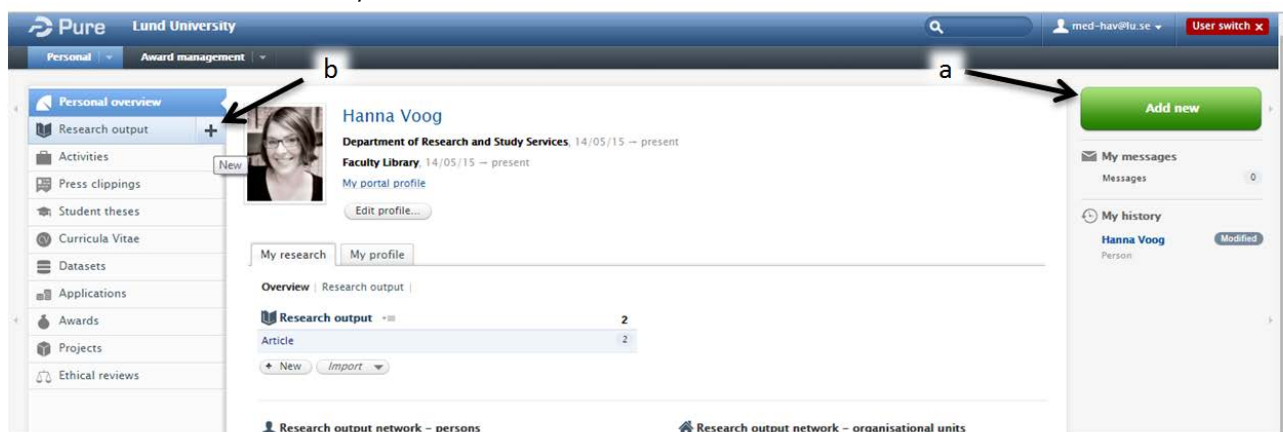 Pure Lund University
med-hav@lu.se
User switch x
Personal
Award management
b
a
Personal overview
Research output +
New
Activities
Press clippings
Student theses
Curricula Vitae
Datasets
Applications
Awards
Projects
Ethical reviews
Hanna Voog
Department of Research and Study Services, 14/05/15 – present
Faculty Library, 14/05/15 – present
My portal profile
Edit profile...
My research
My profile
Overview | Research output |
Research output 2
Article 2
+ New Import
Research output network – persons
Research output network – organisational units
Add new
My messages
Messages 0
My history
Hanna Voog Modified
Person